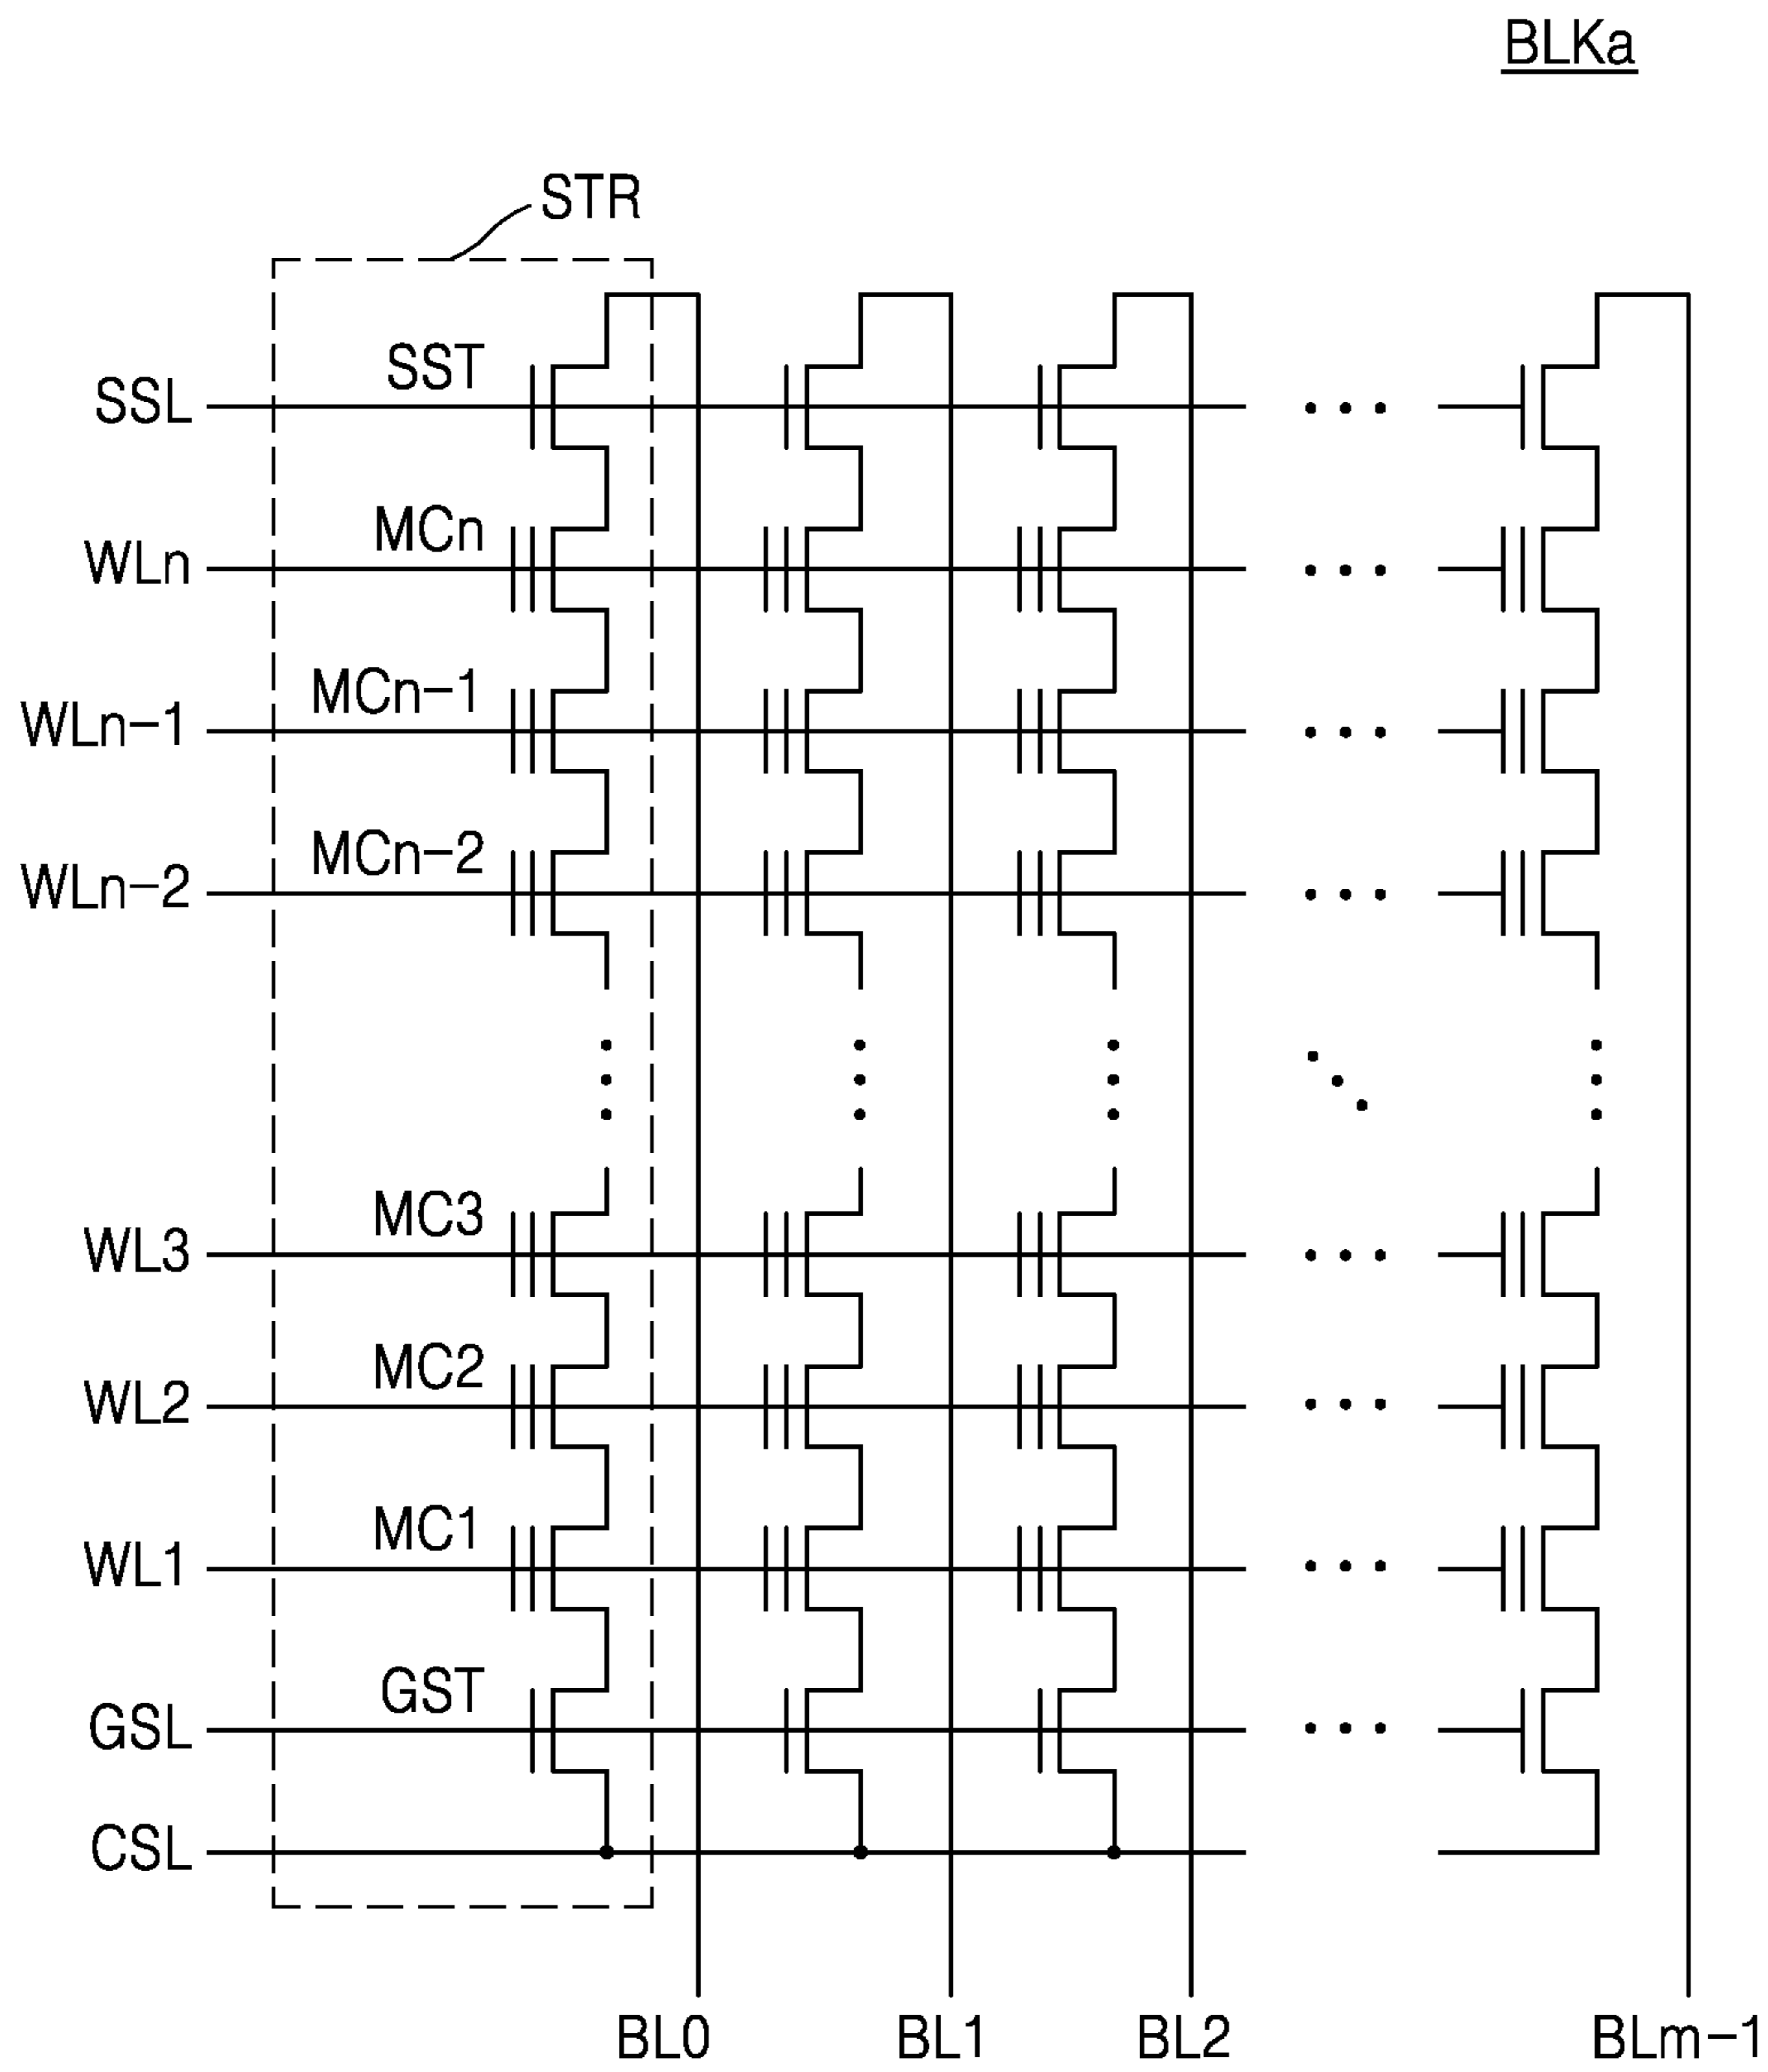 BLKa
STR
SST
SSL
MCn
WLn
MCn-1
WLn-1
MCn-2
WLn-2
MC3
WL3
MC2
WL2
MC1
WL1
GST
GSL
CSL
BL0 BL1 BL2 BLm-1